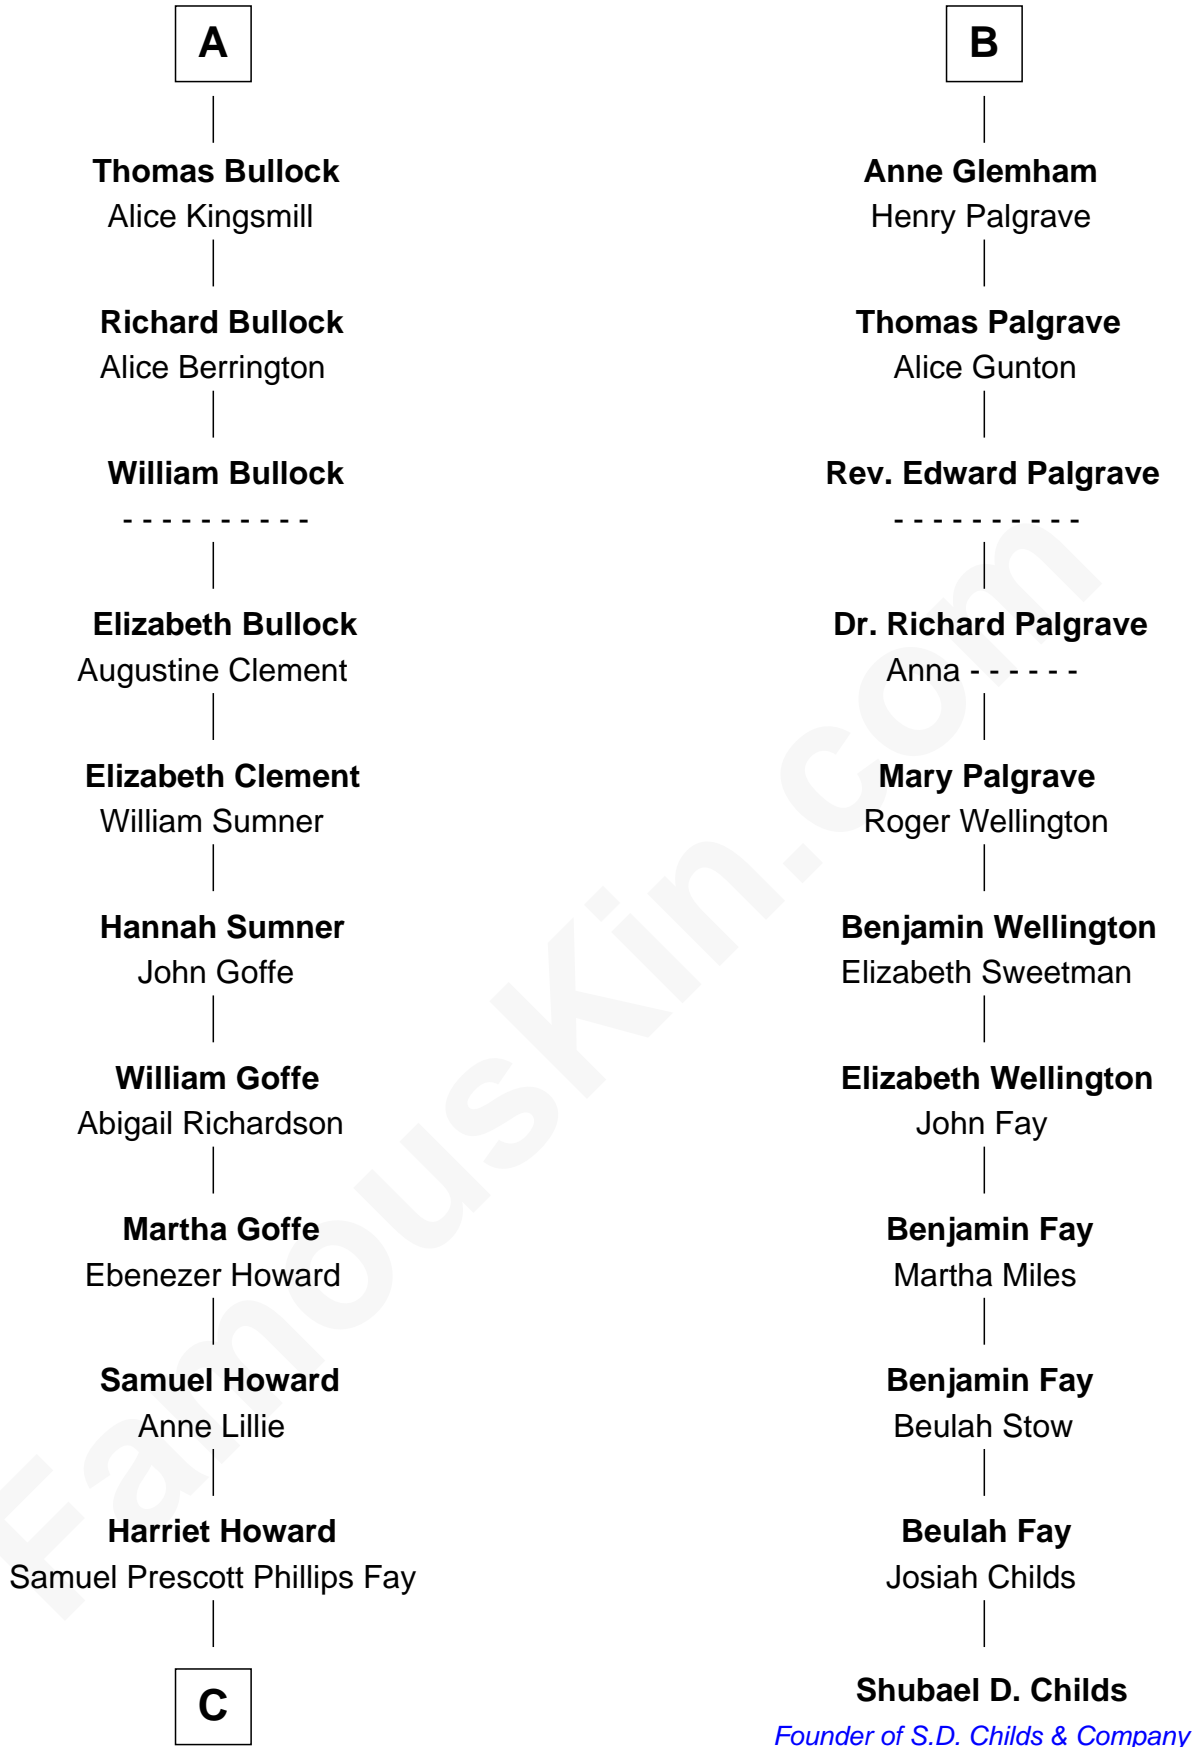 A
Thomas Bullock
Alice Kingsmill
Richard Bullock
Alice Berrington
William Bullock
- - - - - - - - - -
Elizabeth Bullock
Augustine Clement
Elizabeth Clement
William Sumner
Hannah Sumner
John Goffe
William Goffe
Abigail Richardson
Martha Goffe
Ebenezer Howard
Samuel Howard
Anne Lillie
Harriet Howard
Samuel Prescott Phillips Fay
C
B
Anne Glemham
Henry Palgrave
Thomas Palgrave
Alice Gunton
Rev. Edward Palgrave
- - - - - - - - - -
Dr. Richard Palgrave
Anna - - - - - -
Mary Palgrave
Roger Wellington
Benjamin Wellington
Elizabeth Sweetman
Elizabeth Wellington
John Fay
Benjamin Fay
Martha Miles
Benjamin Fay
Beulah Stow
Beulah Fay
Josiah Childs
Shubael D. Childs
Founder of S.D. Childs & Company
FamousKin.com